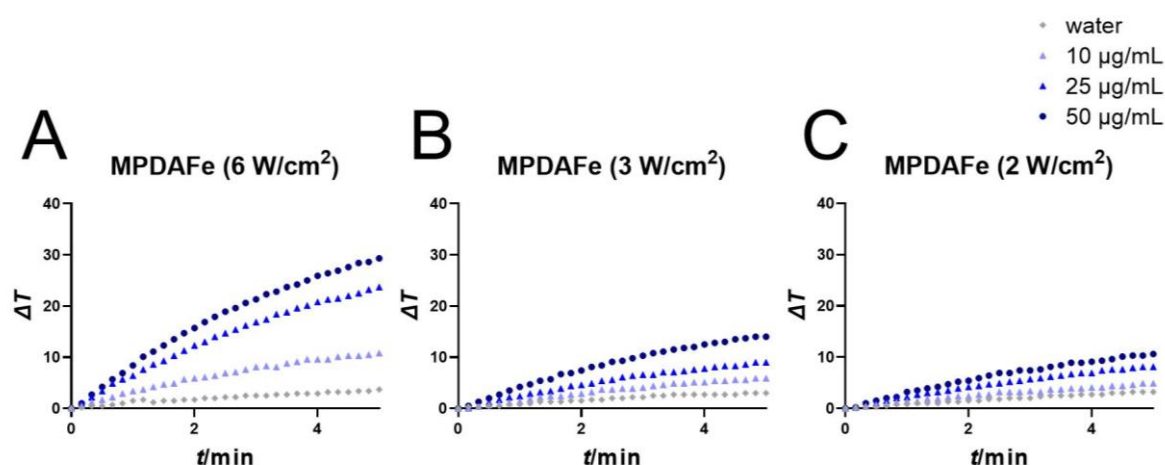 water
10 µg/mL
25 µg/mL
50 µg/mL
A
MPDAFe (6 W/cm²)
40
30
20
10
0
ΔT
0
2
4
t/min
B
MPDAFe (3 W/cm²)
40
30
20
10
0
ΔT
0
2
4
t/min
C
MPDAFe (2 W/cm²)
40
30
20
10
0
ΔT
0
2
4
t/min